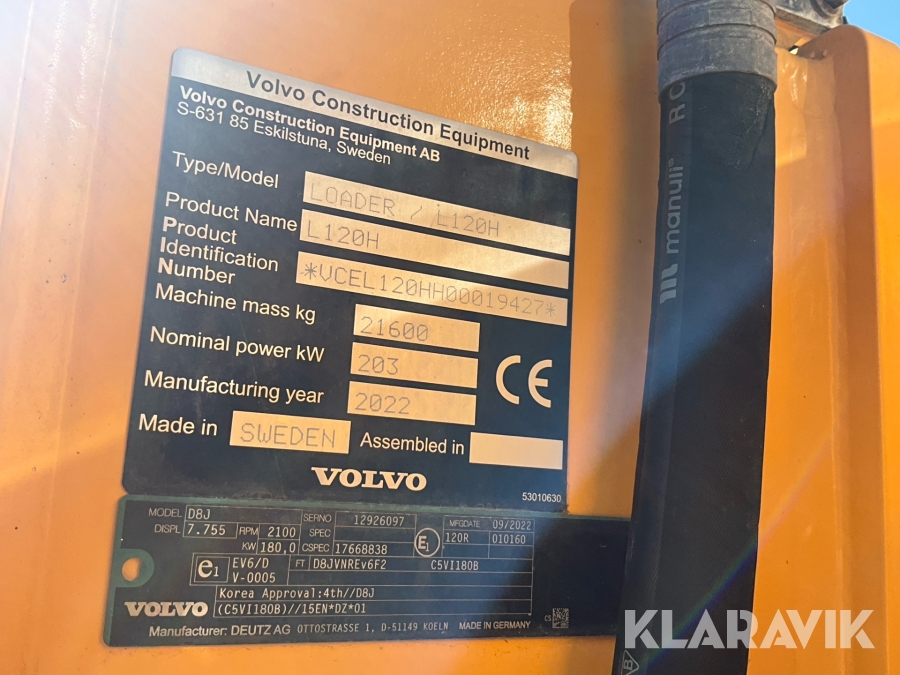 Volvo Construction Equipment
Volvo Construction Equipment AB
S-631 85 Eskilstuna, Sweden
Type/Model LOADER / L120H
Product Name L120H
Product
Identification
Number *VCEL120HH00019427*
Machine mass kg 21600
Nominal power kW 203
Manufacturing year 2022
Made in SWEDEN Assembled in
VOLVO
53010630
MODEL D8J SERNO 12926097 MFGDATE 09/2022
DISPL 7.755 RPM 2100 SPEC E1 120R 010160
KW 180,0 CSPEC 17668838
e1 EV6/D FT D8JVNREv6F2 C5VI180B
V-0005
Korea Approval:4th//D8J
(C5VI180B)//15EN*DZ*01
VOLVO
CS
Manufacturer: DEUTZ AG OTTOSTRASSE 1, D-51149 KOELN MADE IN GERMANY
manuli®
R
KLARAVIK